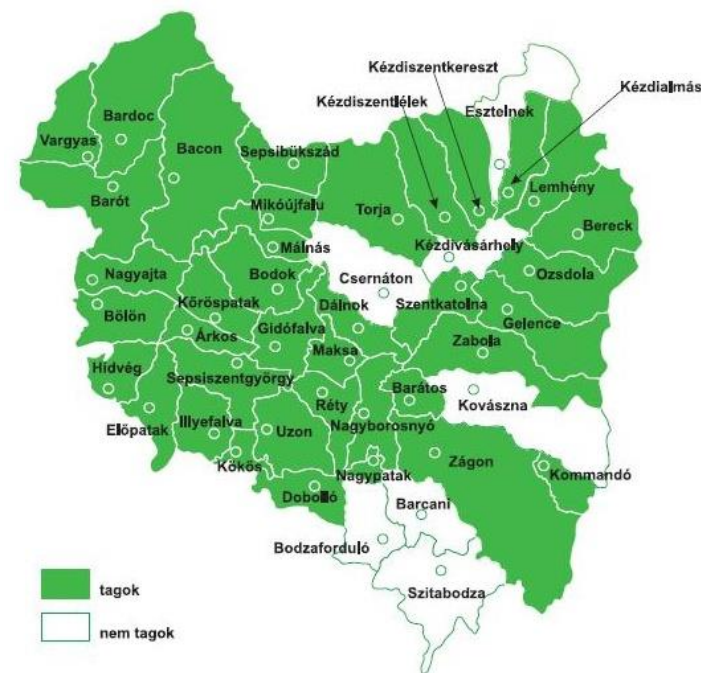 Kézdiszentkereszt
Kézdiszentlélek
Esztelnek
Kézdialmás
Bardoc
Vargyas
Bacon
Sepsibükszád
Barót
Lemhény
Mikóújfalu
Torja
Bereck
Málnás
Kézdivásárhely
Nagyajta
Bodok
Csernáton
Ozsdola
Szentkatolna
Kőröspatak
Dálnok
Bölön
Gelence
Árkos
Gidófalva
Zabola
Maksa
Hídvég
Sepsiszentgyörgy
Barátos
Kovászna
Réty
Előpatak
Illyefalva
Uzon
Nagyborosnyó
Kökös
Zágon
Nagypatak
Kommandó
Dobolló
Barcani
Bodzaforduló
Szitabodza
tagok
nem tagok